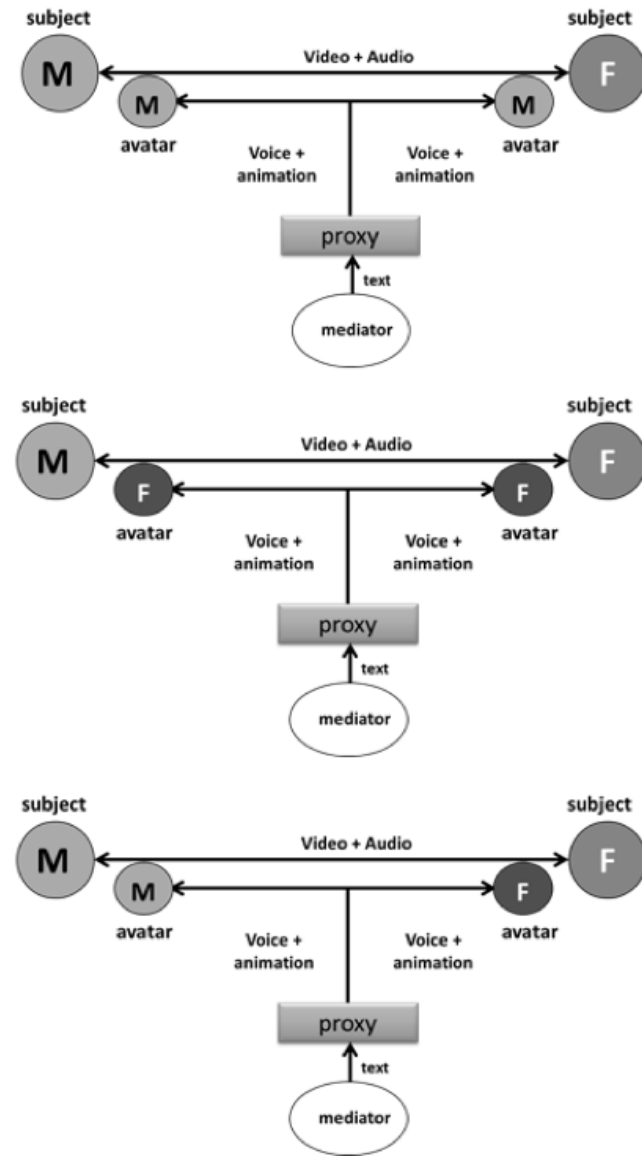 subject subject
M Video + Audio F
M M
avatar avatar
Voice + Voice +
animation animation
proxy
text
mediator
subject subject
M Video + Audio F
F F
avatar avatar
Voice + Voice +
animation animation
proxy
text
mediator
subject subject
M Video + Audio F
M F
avatar avatar
Voice + Voice +
animation animation
proxy
text
mediator